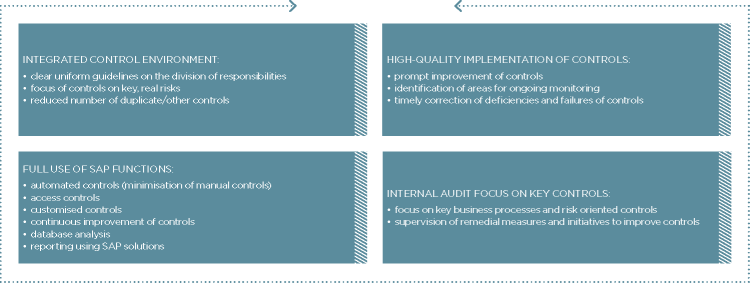 INTEGRATED CONTROL ENVIRONMENT:
• clear uniform guidelines on the division of responsibilities
• focus of controls on key, real risks
• reduced number of duplicate/other controls
HIGH-QUALITY IMPLEMENTATION OF CONTROLS:
• prompt improvement of controls
• identification of areas for ongoing monitoring
• timely correction of deficiencies and failures of controls
FULL USE OF SAP FUNCTIONS:
• automated controls (minimisation of manual controls)
• access controls
• customised controls
• continuous improvement of controls
• database analysis
• reporting using SAP solutions
INTERNAL AUDIT FOCUS ON KEY CONTROLS:
• focus on key business processes and risk oriented controls
• supervision of remedial measures and initiatives to improve controls